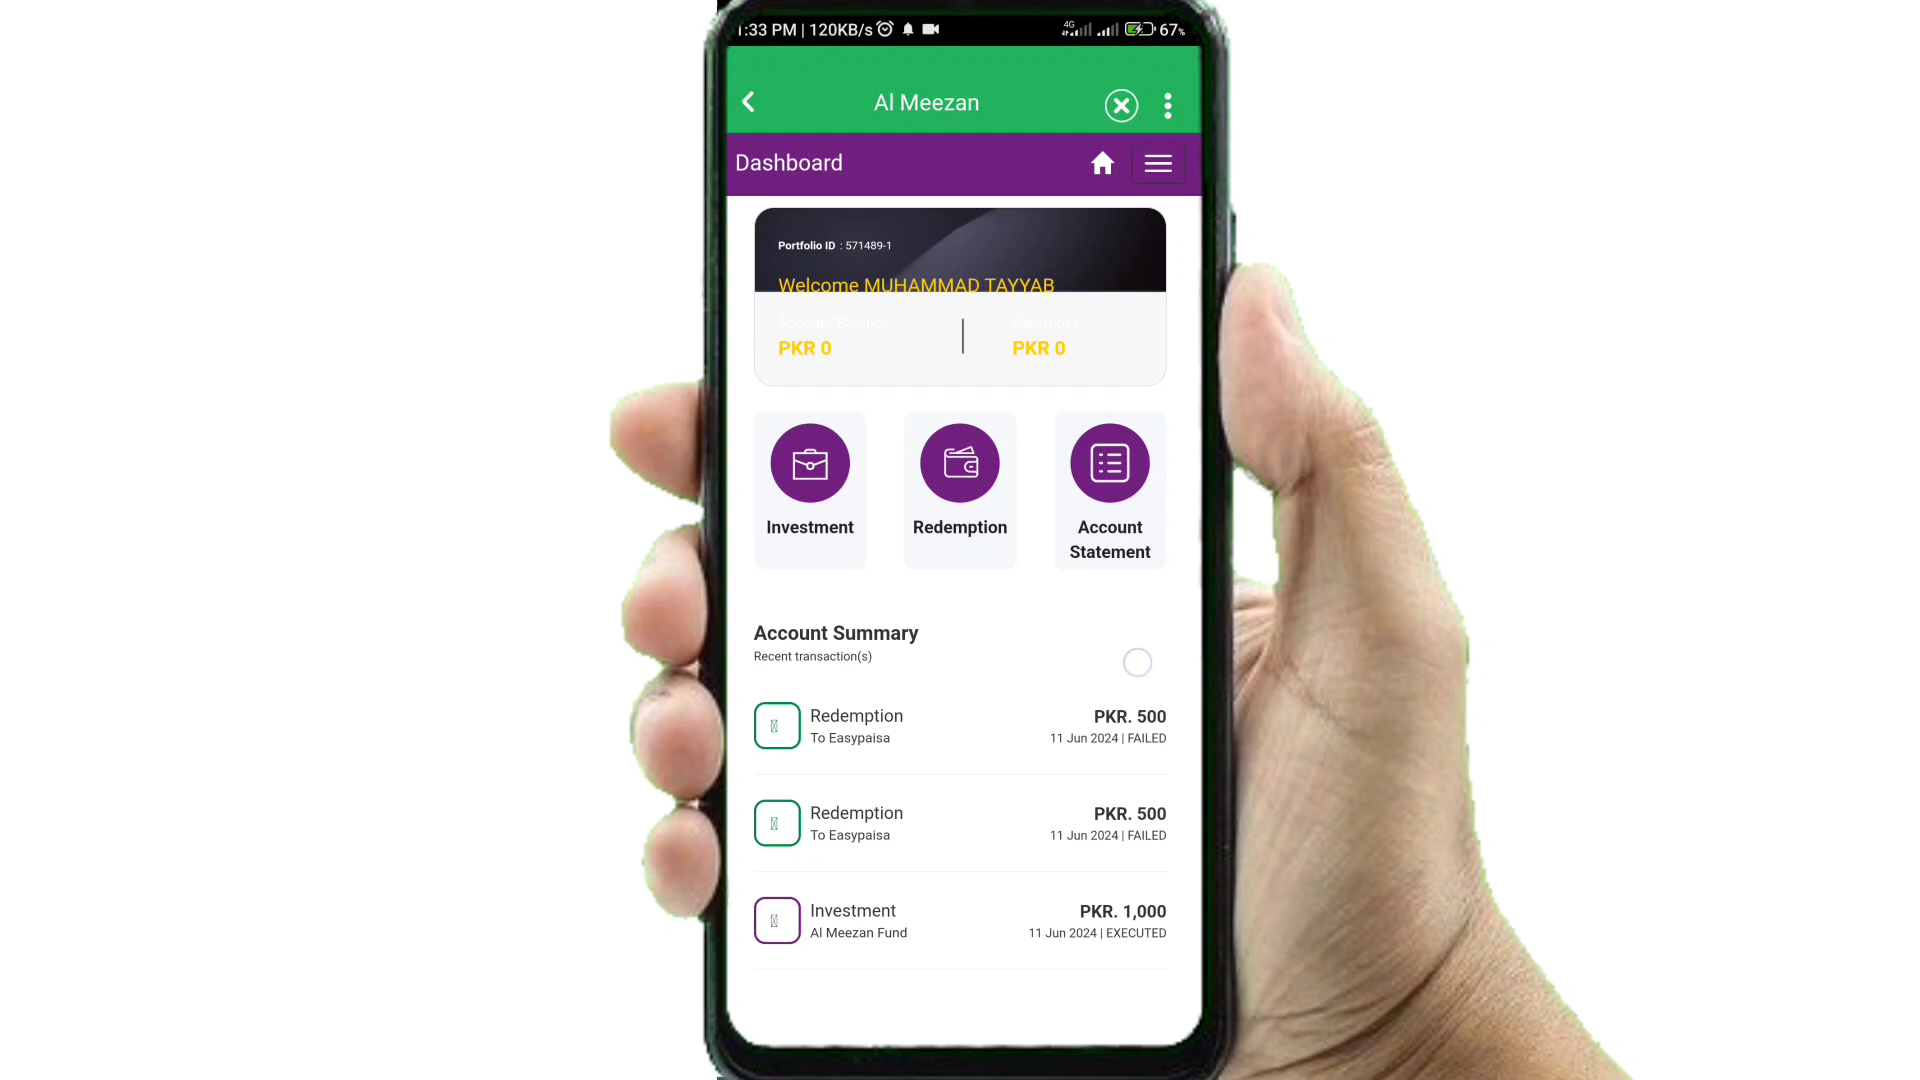 1:33 PM | 120KB/s 4G 67%
Al Meezan
Dashboard
Portfolio ID : 571489-1
Welcome MUHAMMAD TAYYAB
Account Balance Gain/Loss
PKR 0 PKR 0
Investment Redemption Account
Statement
Account Summary
Recent transaction(s)
Redemption PKR. 500
To Easypaisa 11 Jun 2024 | FAILED
Redemption PKR. 500
To Easypaisa 11 Jun 2024 | FAILED
Investment PKR. 1,000
Al Meezan Fund 11 Jun 2024 | EXECUTED